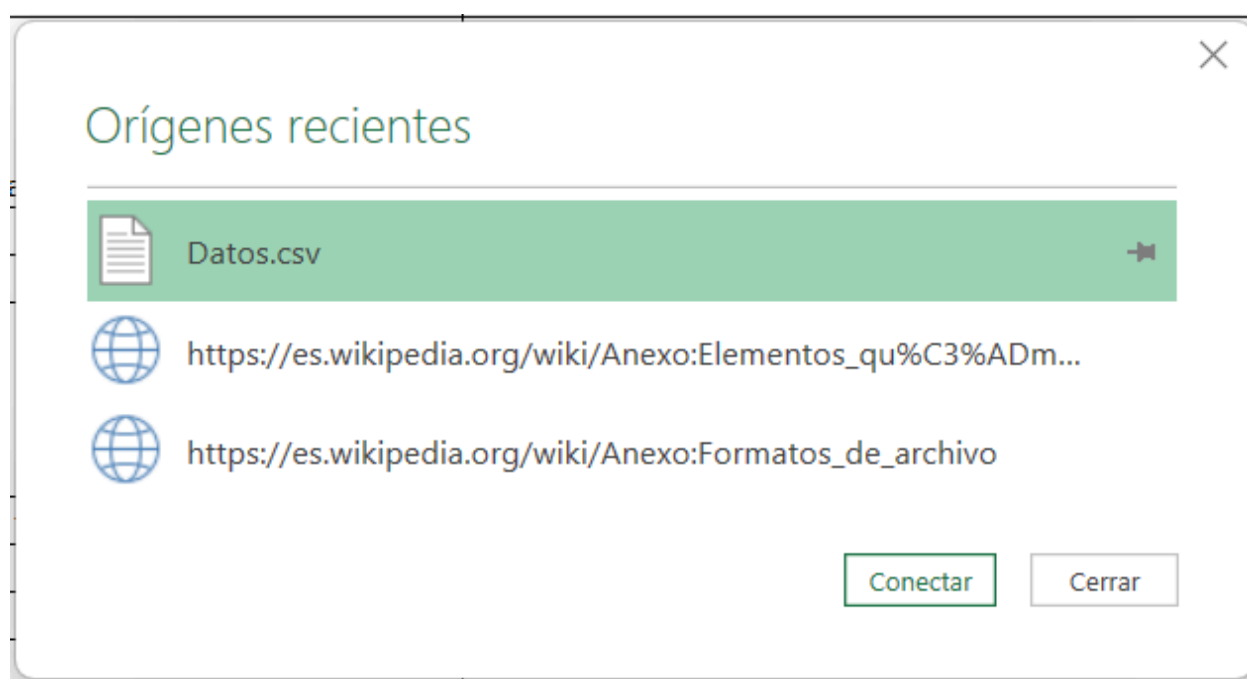 Orígenes recientes
Datos.csv
https://es.wikipedia.org/wiki/Anexo:Elementos_qu%C3%ADm...
https://es.wikipedia.org/wiki/Anexo:Formatos_de_archivo
Conectar
Cerrar